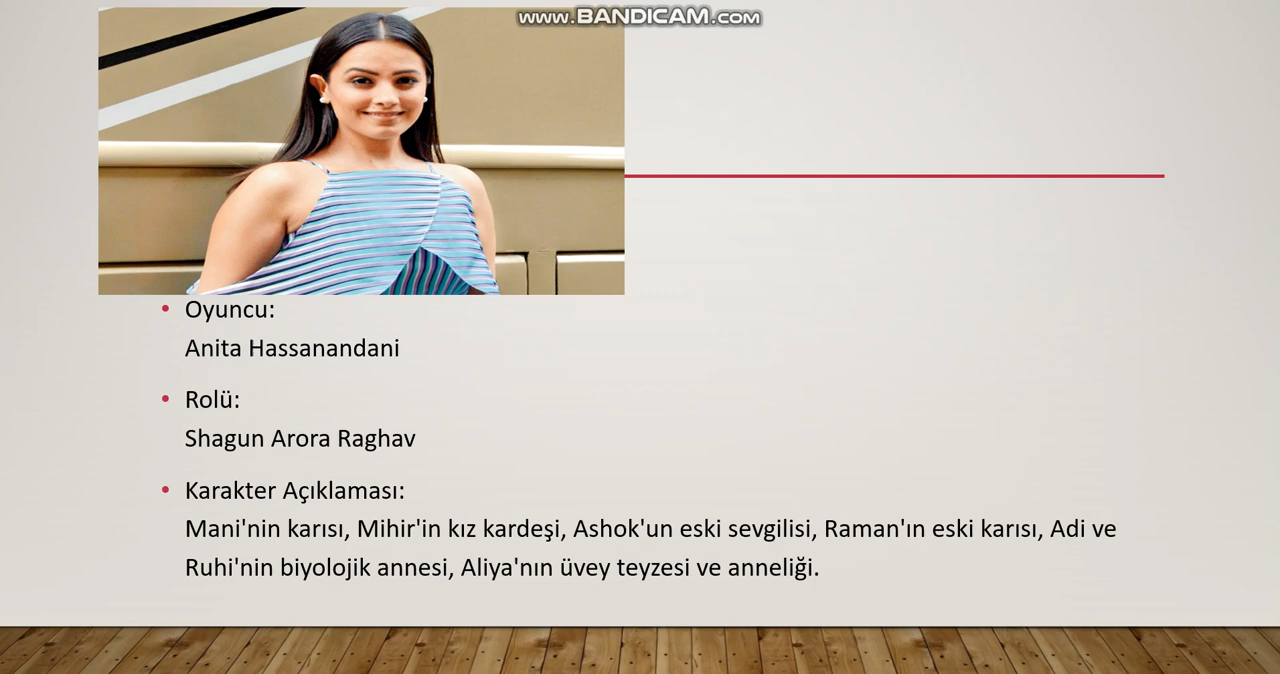 www.BANDICAM.com
Oyuncu:
Anita Hassanandani
Rolü:
Shagun Arora Raghav
Karakter Açıklaması:
Mani'nin karısı, Mihir'in kız kardeşi, Ashok'un eski sevgilisi, Raman'ın eski karısı, Adi ve
Ruhi'nin biyolojik annesi, Aliya'nın üvey teyzesi ve anneliği.